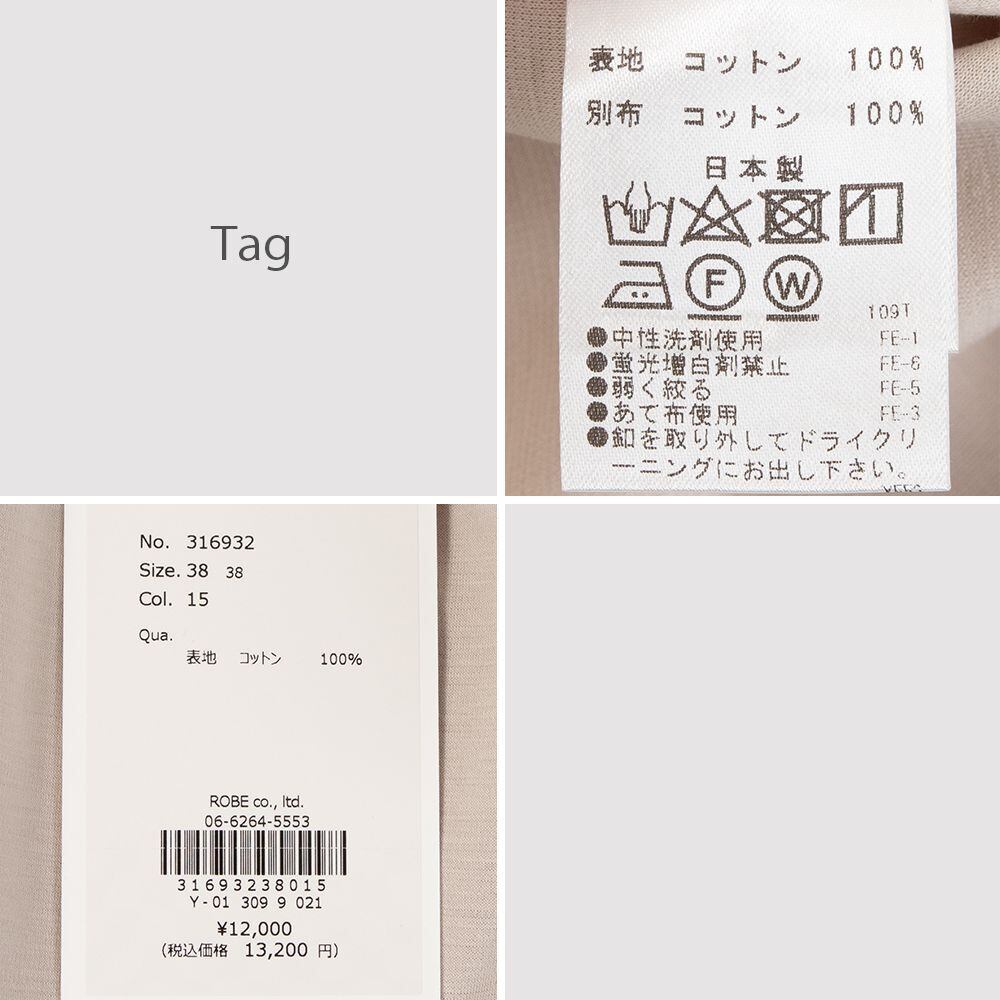 Tag
表地 コットン 100%
別布 コットン 100%
日本製
F W
109T
●中性洗剤使用 FE-1
●蛍光増白剤禁止 FE-6
●弱く絞る FE-5
●あて布使用 FE-3
●釦を取り外してドライクリ
ーニングにお出し下さい。
No. 316932
Size. 38 38
Col. 15
Qua.
表地 コットン 100%
ROBE co., ltd.
06-6264-5553
31693238015
Y-01 309 9 021
¥12,000
(税込価格 13,200 円)